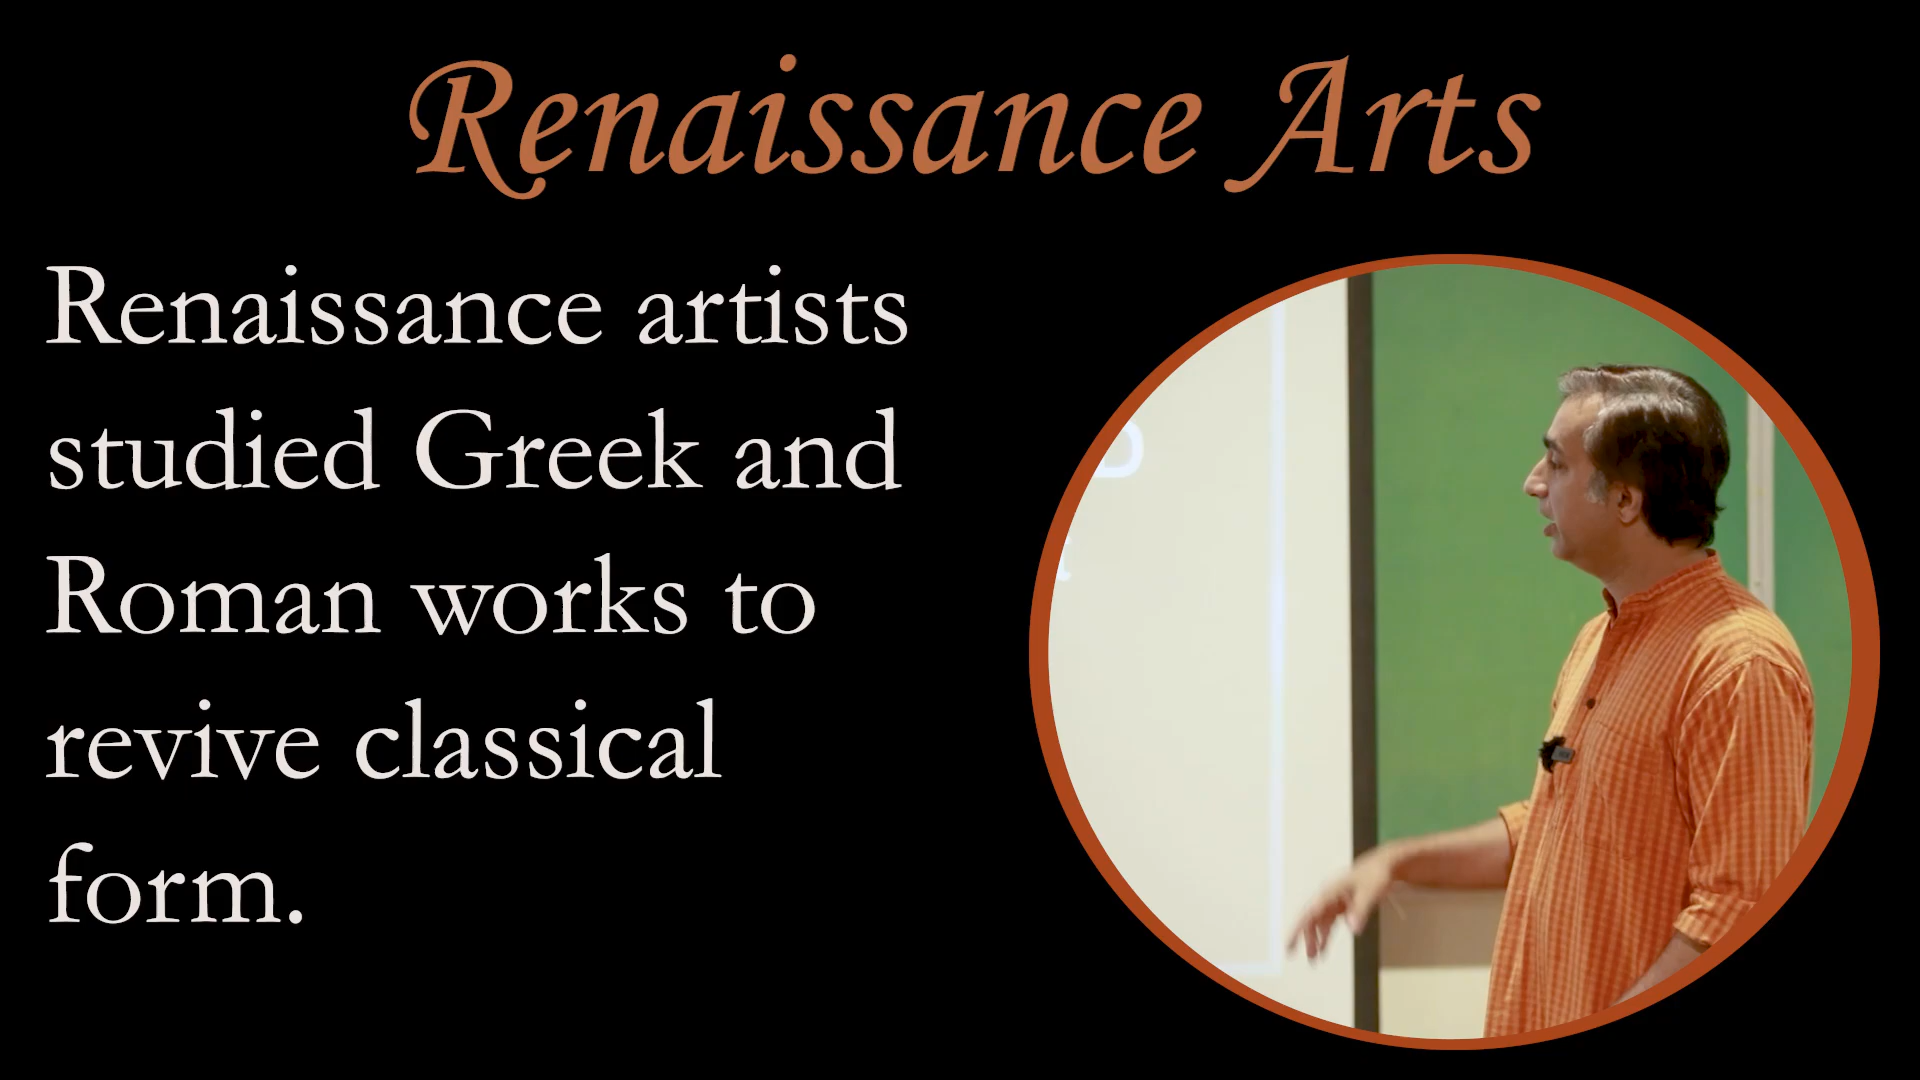 Renaissance Arts
Renaissance artists
studied Greek and
Roman works to
revive classical
form.